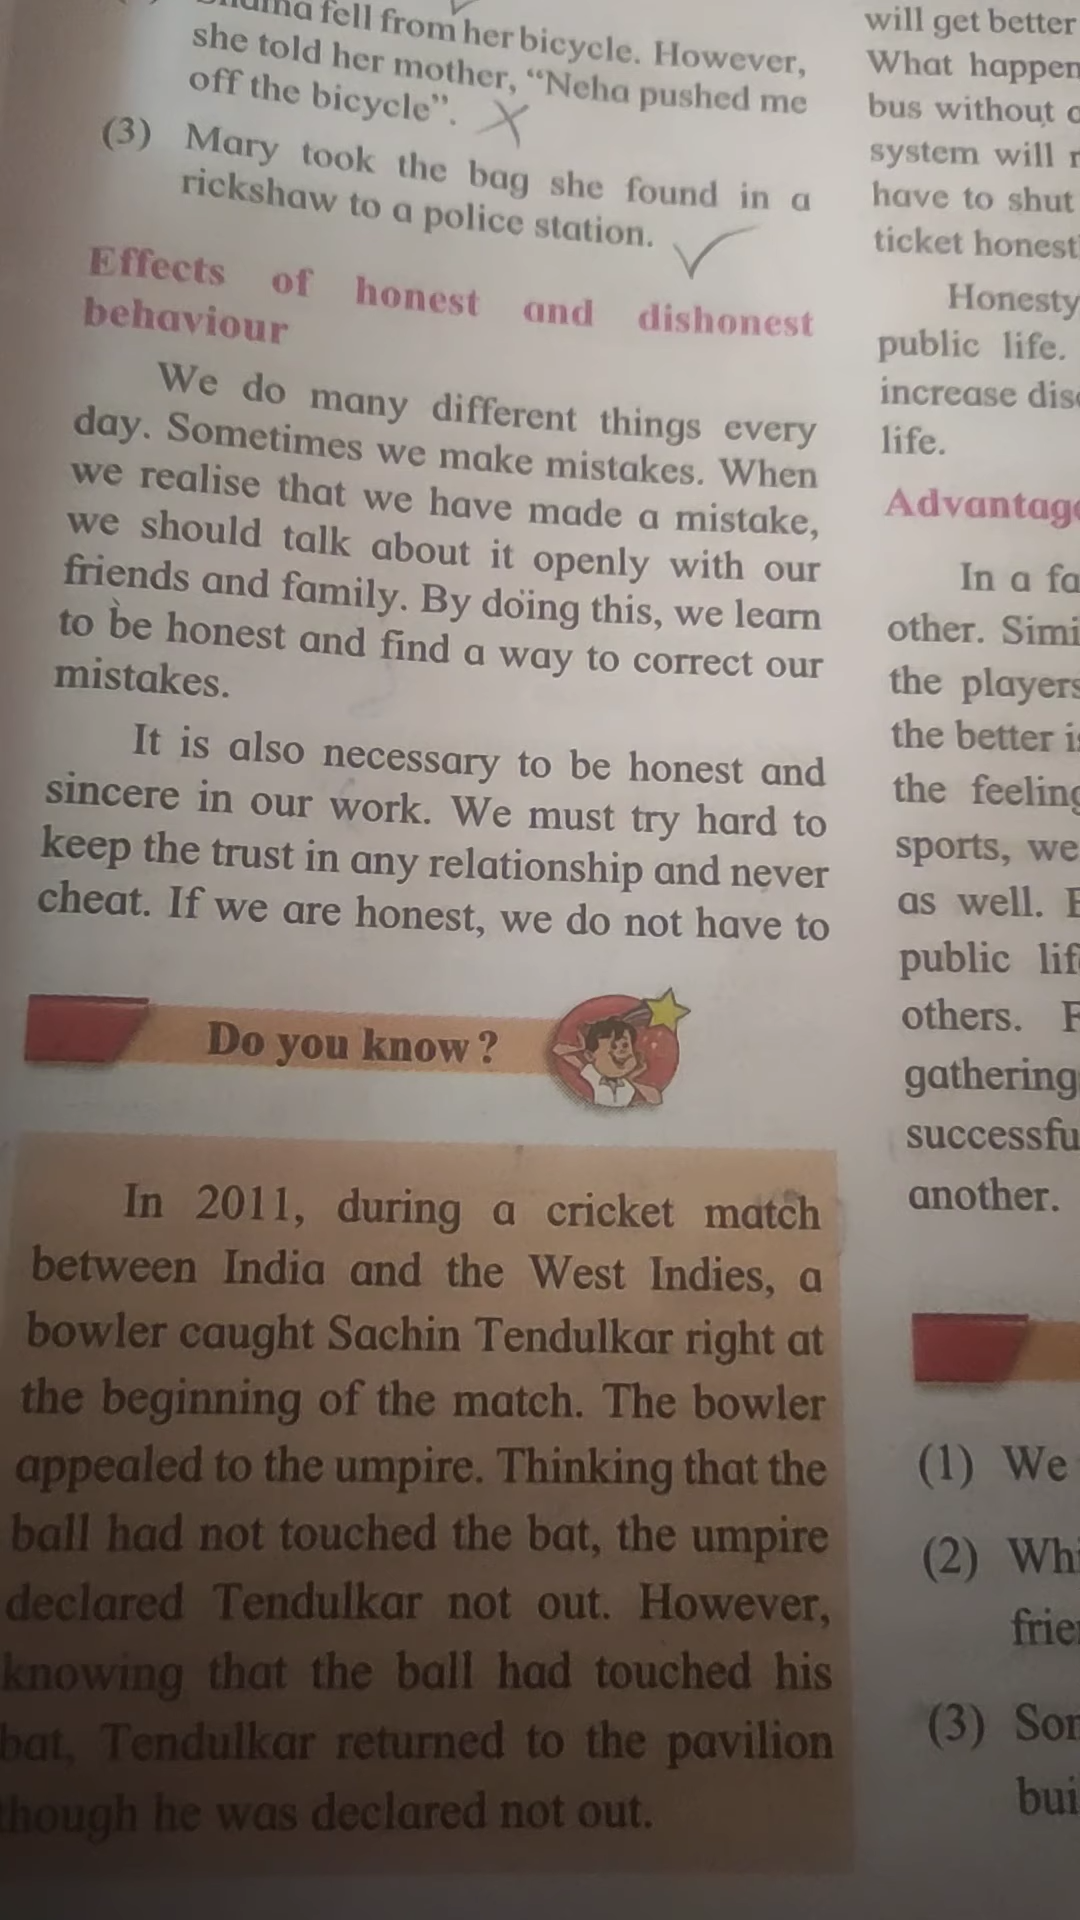 fell from her bicycle. However,
she told her mother, “Neha pushed me
off the bicycle”.
(3) Mary took the bag she found in a
rickshaw to a police station.
Effects of honest and dishonest
behaviour
We do many different things every
day. Sometimes we make mistakes. When
we realise that we have made a mistake,
we should talk about it openly with our
friends and family. By doing this, we learn
to be honest and find a way to correct our
mistakes.
It is also necessary to be honest and
sincere in our work. We must try hard to
keep the trust in any relationship and never
cheat. If we are honest, we do not have to
Do you know ?
In 2011, during a cricket match
between India and the West Indies, a
bowler caught Sachin Tendulkar right at
the beginning of the match. The bowler
appealed to the umpire. Thinking that the
ball had not touched the bat, the umpire
declared Tendulkar not out. However,
knowing that the ball had touched his
bat, Tendulkar returned to the pavilion
though he was declared not out.
will get better
What happen
bus without
system will
have to shut
ticket honest
Honesty
public life.
increase
life.
Advantag
In a
other. Simi
the players
the better
the feeling
sports, we
as well.
public
others.
gathering
successfu
another.
(1) We
(2)
(3)